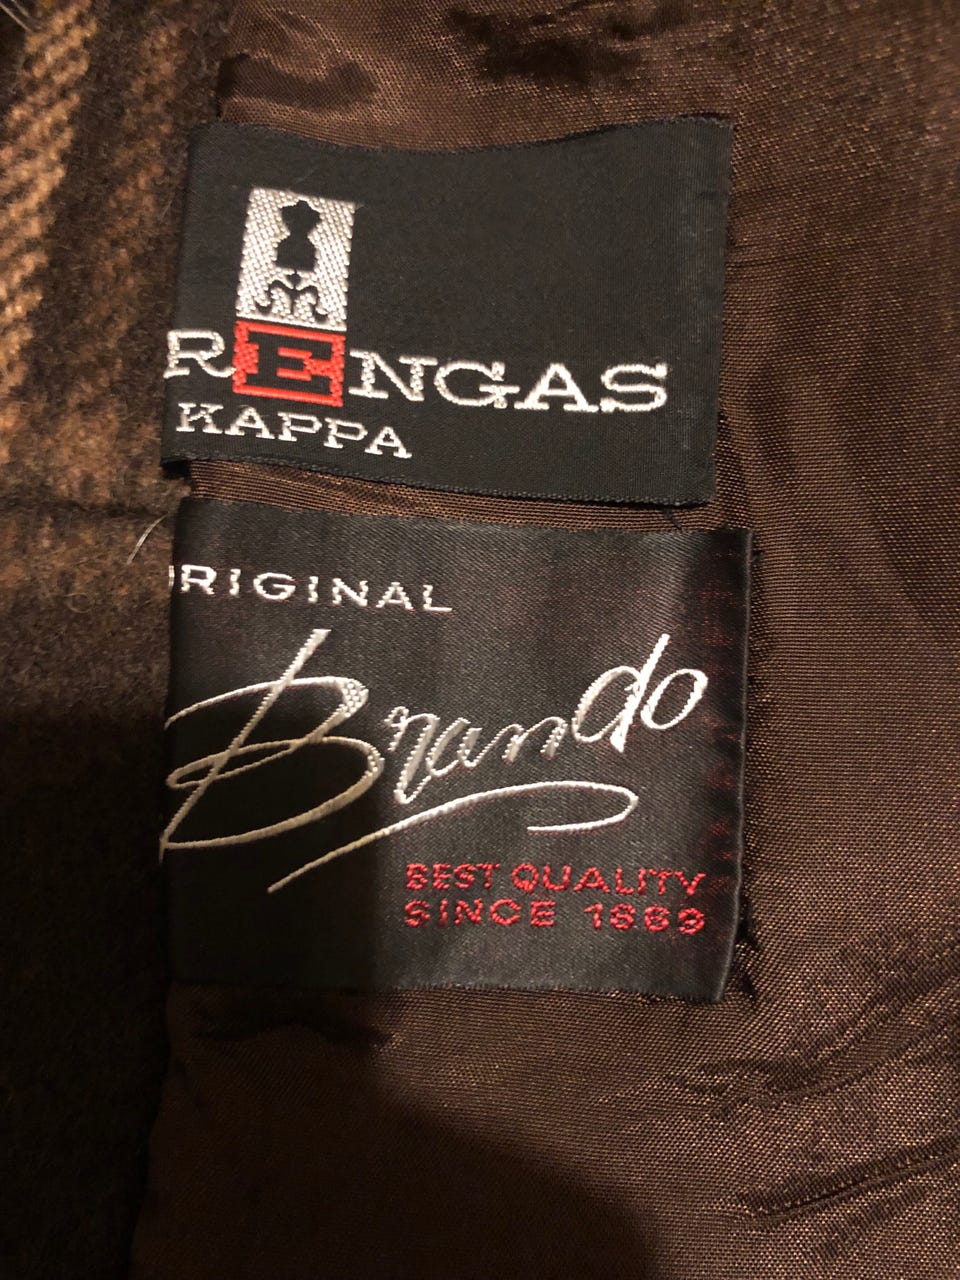 RENGAS
KAPPA
ORIGINAL
Brando
BEST QUALITY
SINCE 1889